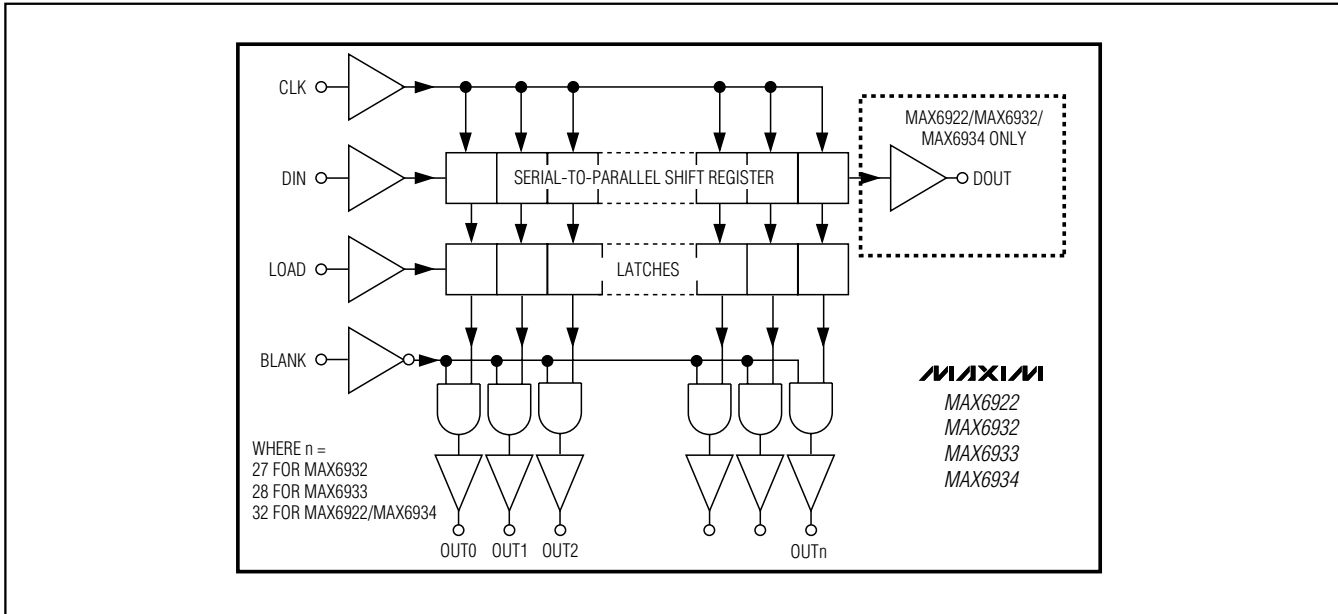 CLK
DIN
LOAD
BLANK
SERIAL-TO-PARALLEL SHIFT REGISTER
LATCHES
MAX6922/MAX6932/
MAX6934 ONLY
DOUT
WHERE n =
27 FOR MAX6932
28 FOR MAX6933
32 FOR MAX6922/MAX6934
OUT0 OUT1 OUT2 OUTn
MAXIM
MAX6922
MAX6932
MAX6933
MAX6934